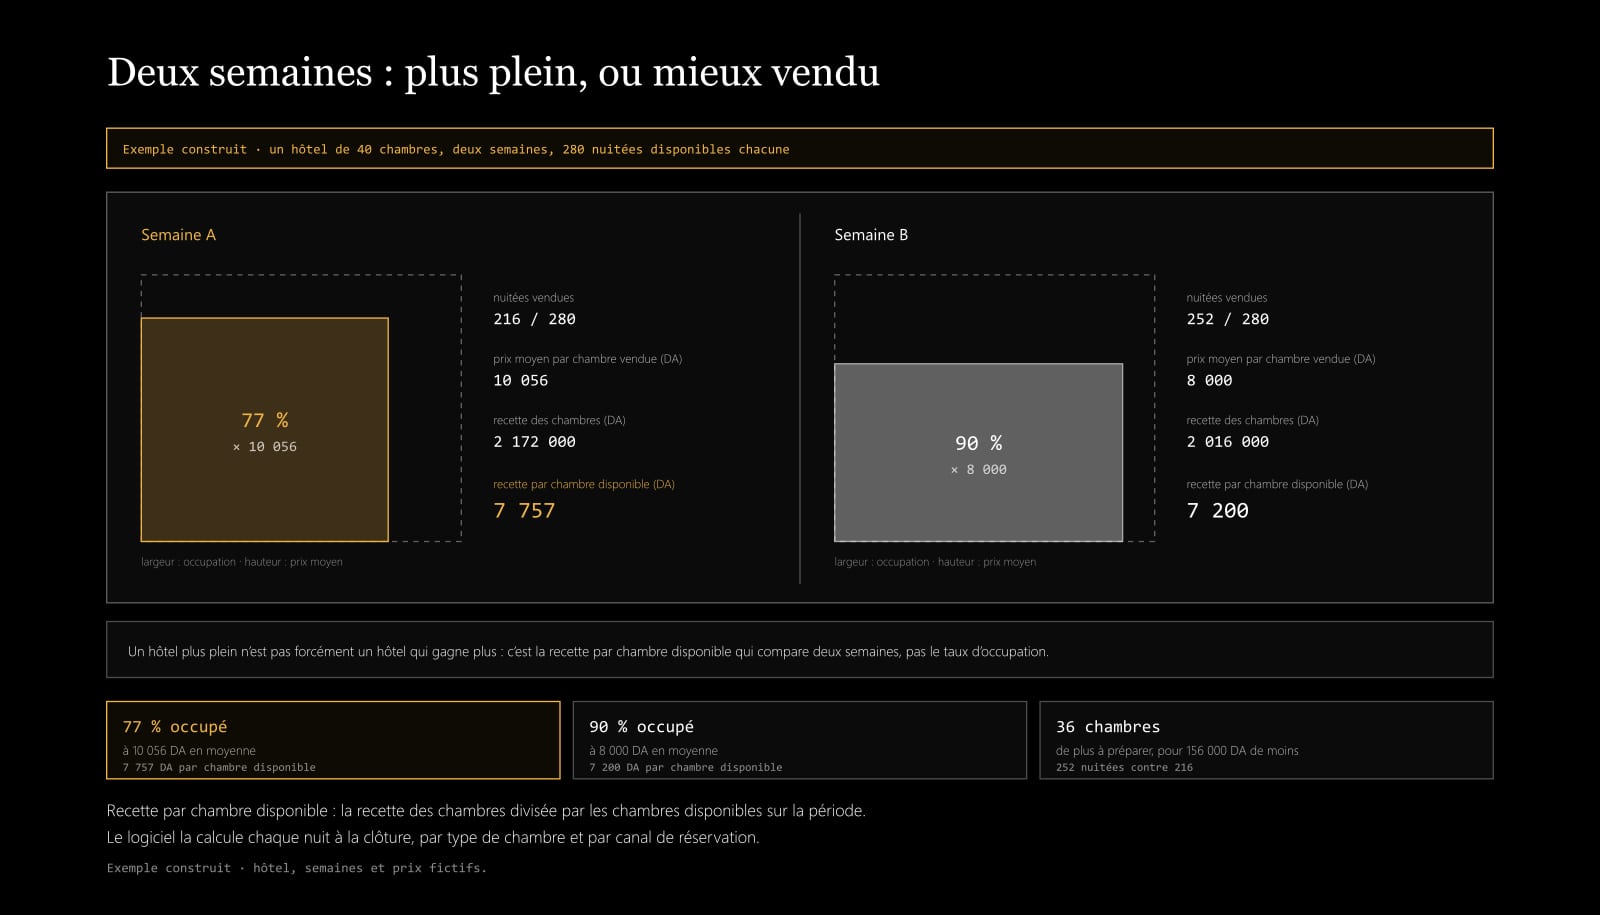 Deux semaines : plus plein, ou mieux vendu
Exemple construit · un hôtel de 40 chambres, deux semaines, 280 nuitées disponibles chacune
Semaine A
77 %
× 10 056
largeur : occupation · hauteur : prix moyen
nuitées vendues
216 / 280
prix moyen par chambre vendue (DA)
10 056
recette des chambres (DA)
2 172 000
recette par chambre disponible (DA)
7 757
Semaine B
90 %
× 8 000
largeur : occupation · hauteur : prix moyen
nuitées vendues
252 / 280
prix moyen par chambre vendue (DA)
8 000
recette des chambres (DA)
2 016 000
recette par chambre disponible (DA)
7 200
Un hôtel plus plein n’est pas forcément un hôtel qui gagne plus : c’est la recette par chambre disponible qui compare deux semaines, pas le taux d’occupation.
77 % occupé
à 10 056 DA en moyenne
7 757 DA par chambre disponible
90 % occupé
à 8 000 DA en moyenne
7 200 DA par chambre disponible
36 chambres
de plus à préparer, pour 156 000 DA de moins
252 nuitées contre 216
Recette par chambre disponible : la recette des chambres divisée par les chambres disponibles sur la période.
Le logiciel la calcule chaque nuit à la clôture, par type de chambre et par canal de réservation.
Exemple construit · hôtel, semaines et prix fictifs.